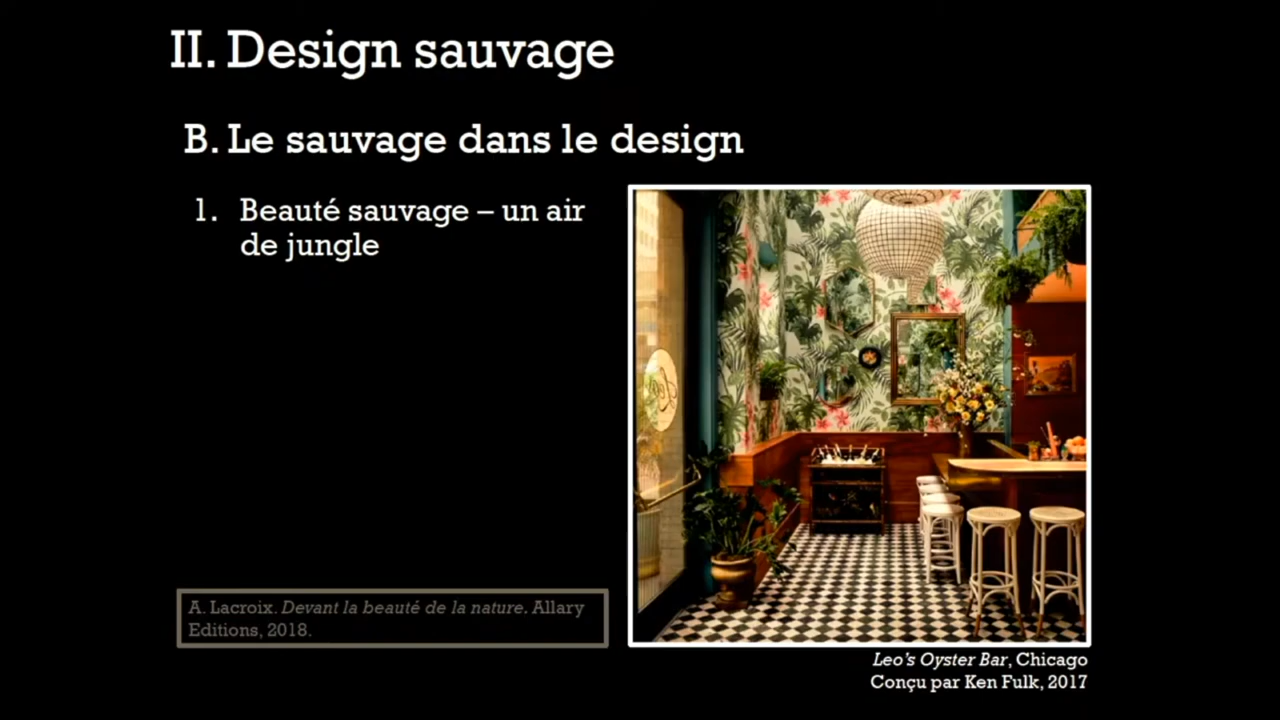 II. Design sauvage
B. Le sauvage dans le design
1. Beauté sauvage – un air
de jungle
A. Lacroix. Devant la beauté de la nature. Allary
Editions, 2018.
Leo's Oyster Bar, Chicago
Conçu par Ken Fulk, 2017